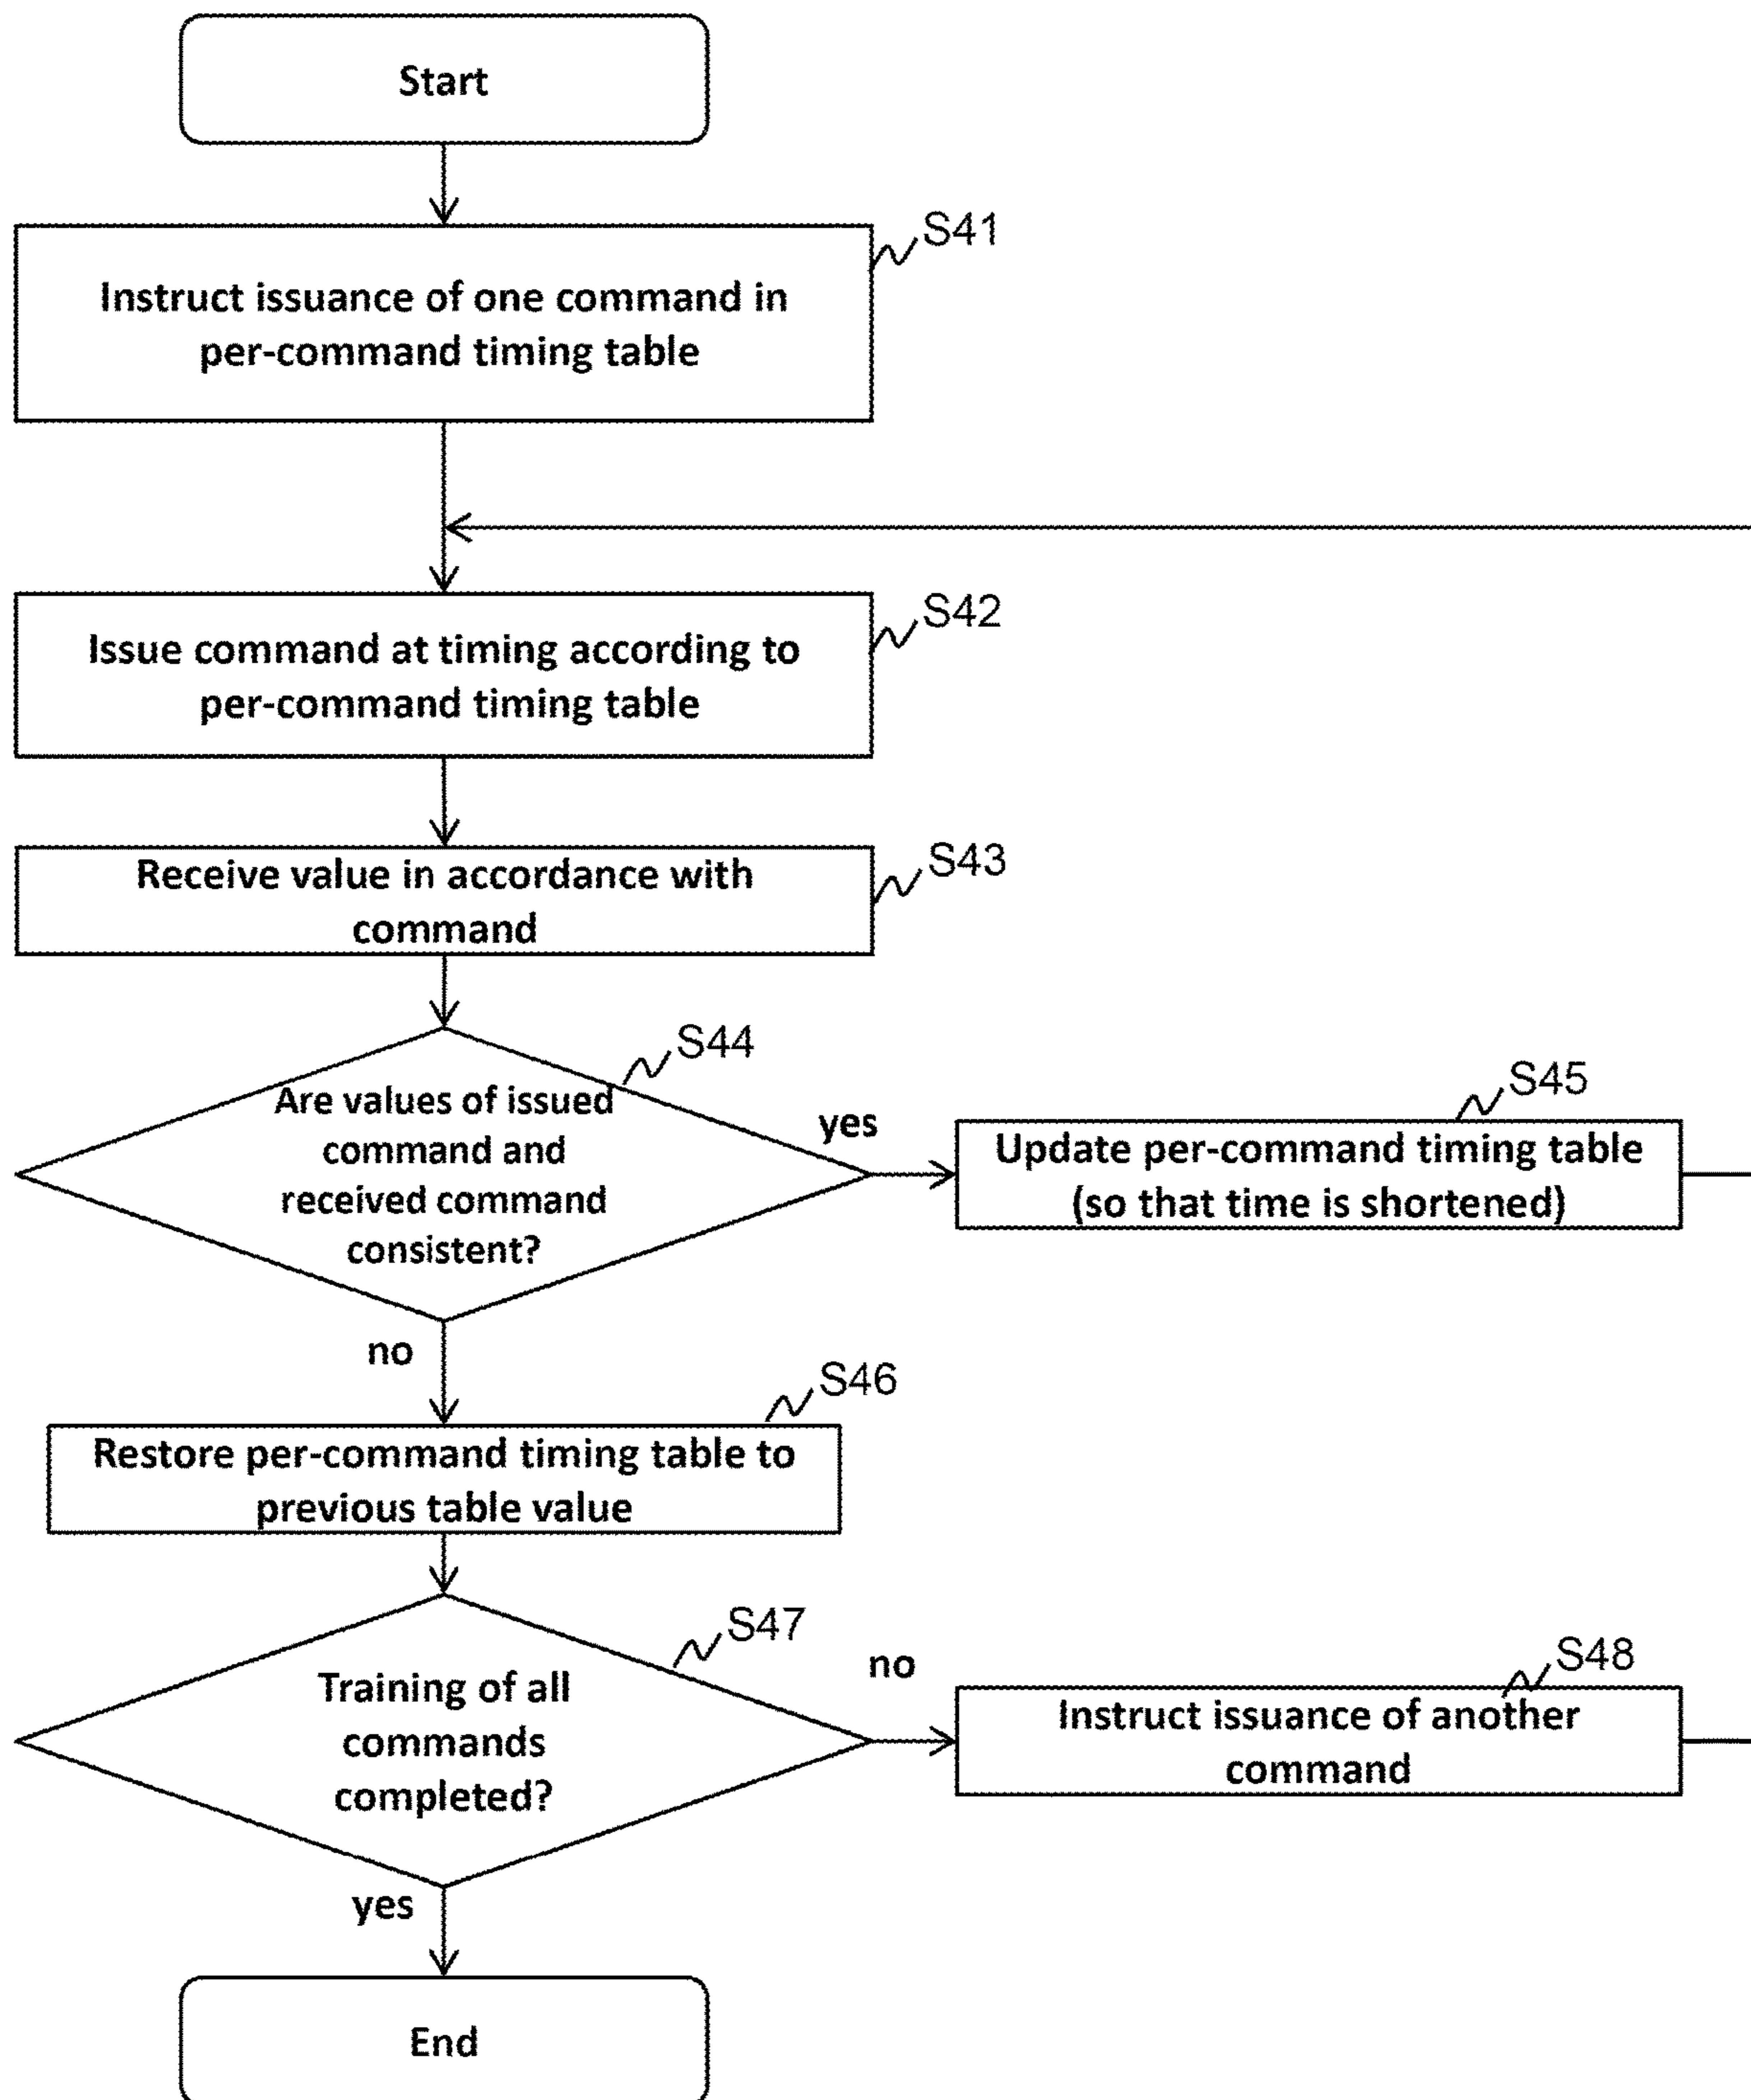 Start
S41
Instruct issuance of one command in
per-command timing table
S42
Issue command at timing according to
per-command timing table
S43
Receive value in accordance with
command
S44
Are values of issued
command and
received command
consistent?
yes
S45
Update per-command timing table
(so that time is shortened)
no
S46
Restore per-command timing table to
previous table value
S47
Training of all
commands
completed?
no
S48
Instruct issuance of another
command
yes
End